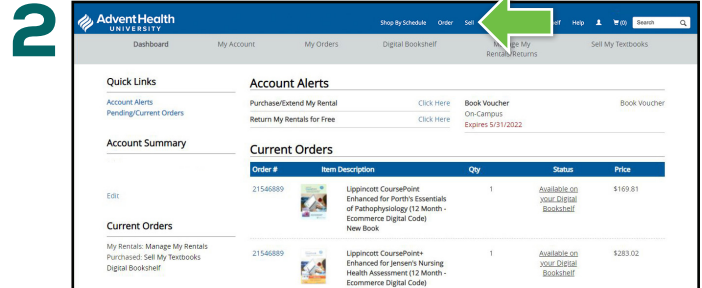 2
AdventHealth
UNIVERSITY
Shop By Schedule Order Sell Help (0) Search
Dashboard My Account My Orders Digital Bookshelf Manage My Sell My Textbooks
Rentals/Returns
Quick Links
Account Alerts
Pending/Current Orders
Account Summary
Edit
Current Orders
My Rentals: Manage My Rentals
Purchased: Sell My Textbooks
Digital Bookshelf
Account Alerts
Purchase/Extend My Rental Click Here
Return My Rentals for Free Click Here
Book Voucher Book Voucher
On-Campus
Expires 5/31/2022
Current Orders
Order # Item Description Qty Status Price
21546889 Lippincott CoursePoint 1 Available on $169.81
Enhanced for Porth's Essentials your Digital
of Pathophysiology (12 Month - Bookshelf
Ecommerce Digital Code)
New Book
21546889 Lippincott CoursePoint+ 1 Available on $283.02
Enhanced for Jensen's Nursing your Digital
Health Assessment (12 Month - Bookshelf
Ecommerce Digital Code)